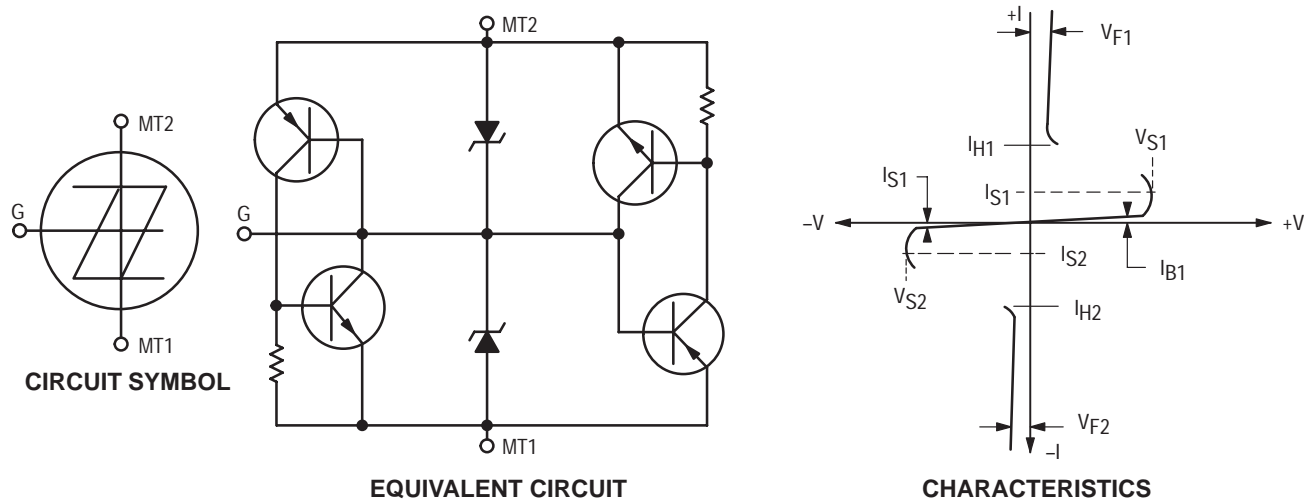 MT2
G
MT1
CIRCUIT SYMBOL
MT2
G
MT1
EQUIVALENT CIRCUIT
+I
VF1
IH1
VS1
IS1
IS1
–V
+V
IS2
IB1
VS2
IH2
VF2
–I
CHARACTERISTICS